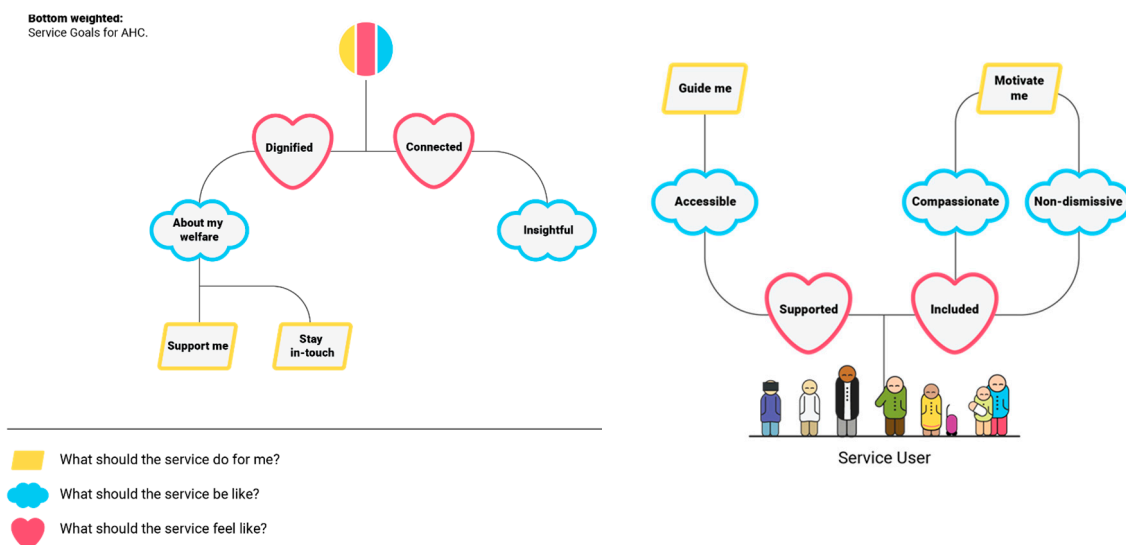 Bottom weighted:
Service Goals for AHC.
Dignified
Connected
About my
welfare
Insightful
Support me
Stay
in-touch
What should the service do for me?
What should the service be like?
What should the service feel like?
Guide me
Motivate
me
Accessible
Compassionate
Non-dismissive
Supported
Included
Service User